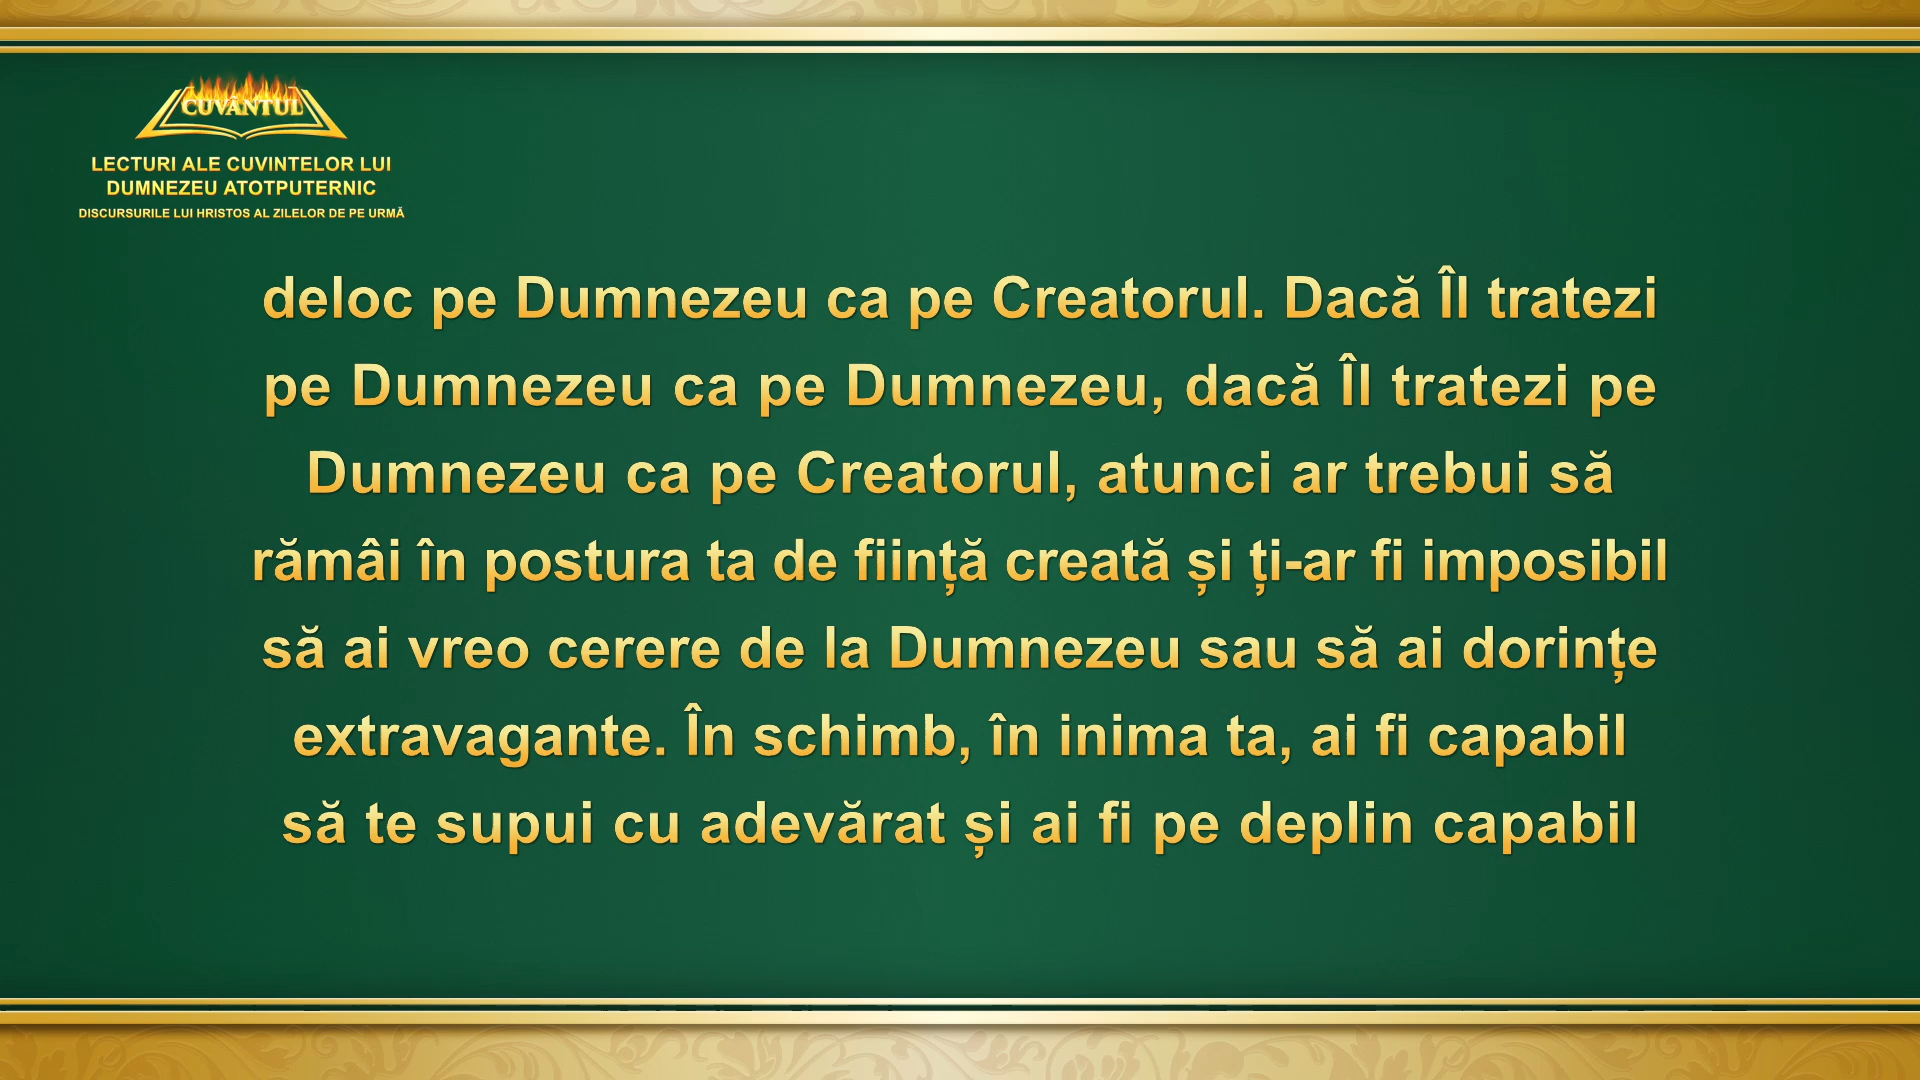 CUVÂNTUL
LECTURI ALE CUVINTELOR LUI
DUMNEZEU ATOTPUTERNIC
DISCURSURILE LUI HRISTOS AL ZILELOR DE PE URMĂ
deloc pe Dumnezeu ca pe Creatorul. Dacă Îl tratezi
pe Dumnezeu ca pe Dumnezeu, dacă Îl tratezi pe
Dumnezeu ca pe Creatorul, atunci ar trebui să
rămâi în postura ta de ființă creată și ți-ar fi imposibil
să ai vreo cerere de la Dumnezeu sau să ai dorințe
extravagante. În schimb, în inima ta, ai fi capabil
să te supui cu adevărat și ai fi pe deplin capabil